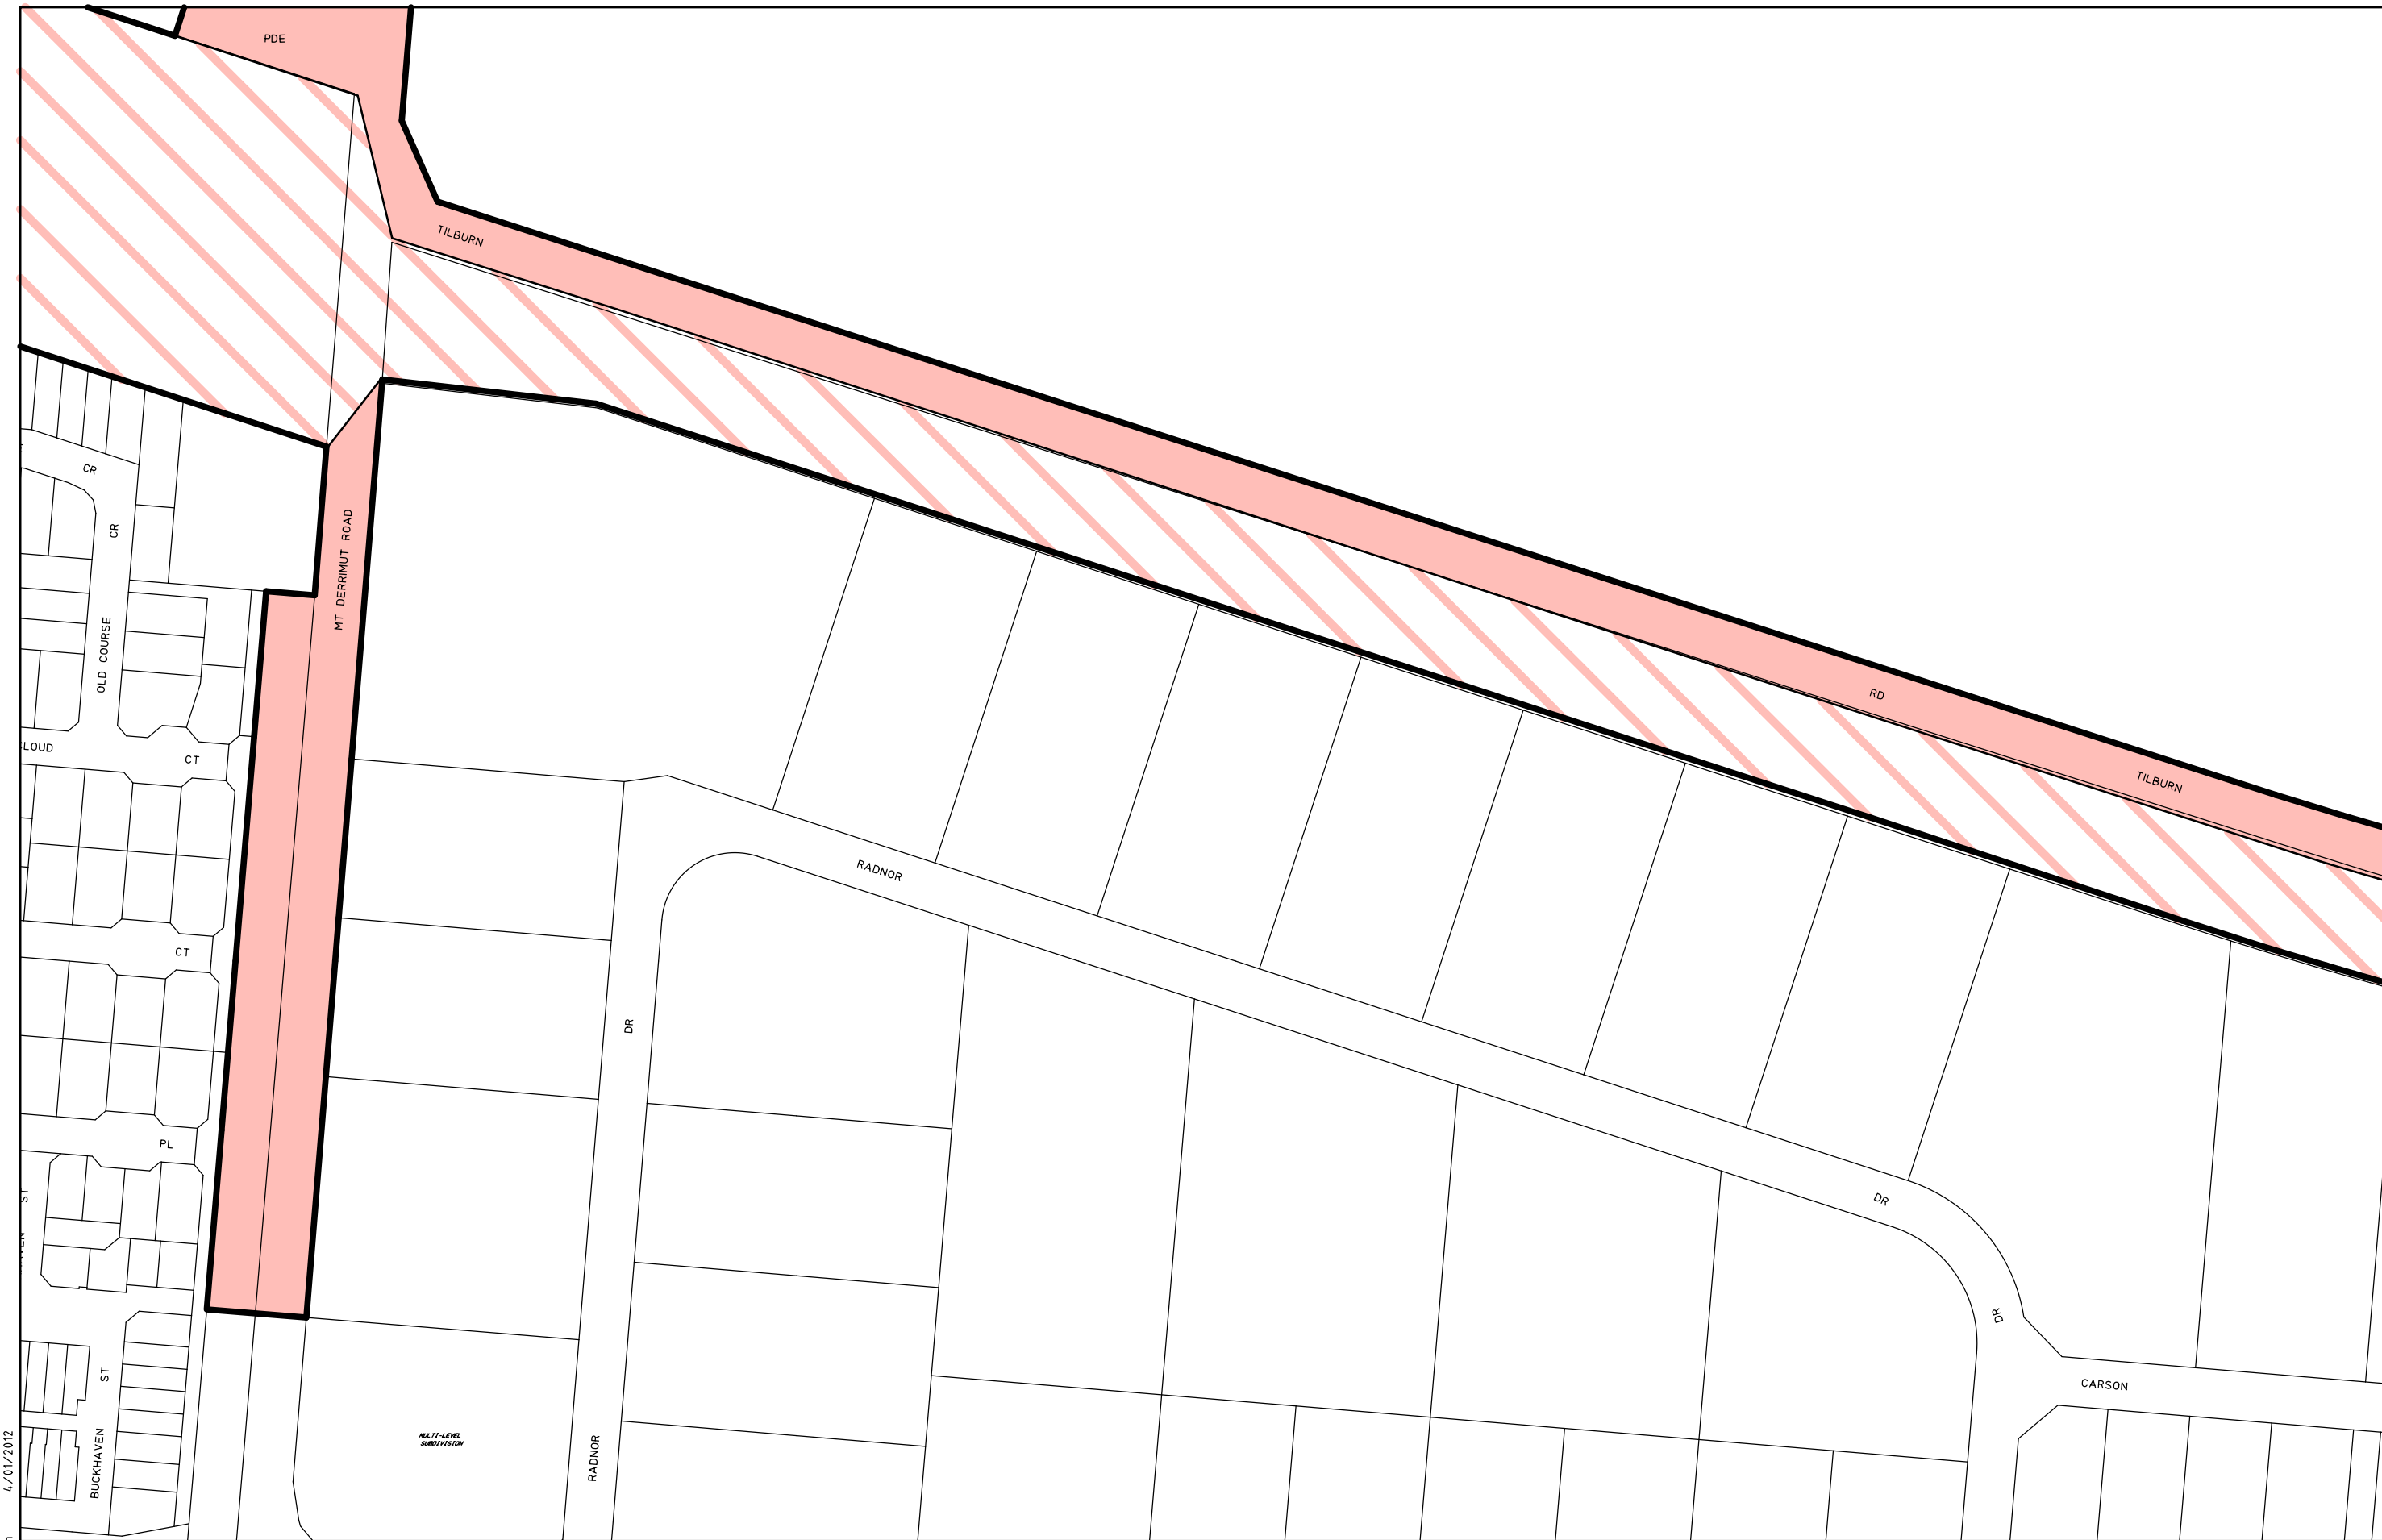 PDE
TILBURN
CR
CR
MT DERRIMUT ROAD
OLD COURSE
RD
CT
TILBURN
RADNOR
CT
DR
PL
ST
DR
DR
ST
CARSON
MULTI-LEVEL
SUBDIVISION
RADNOR
BUCKHAVEN
4/01/2012